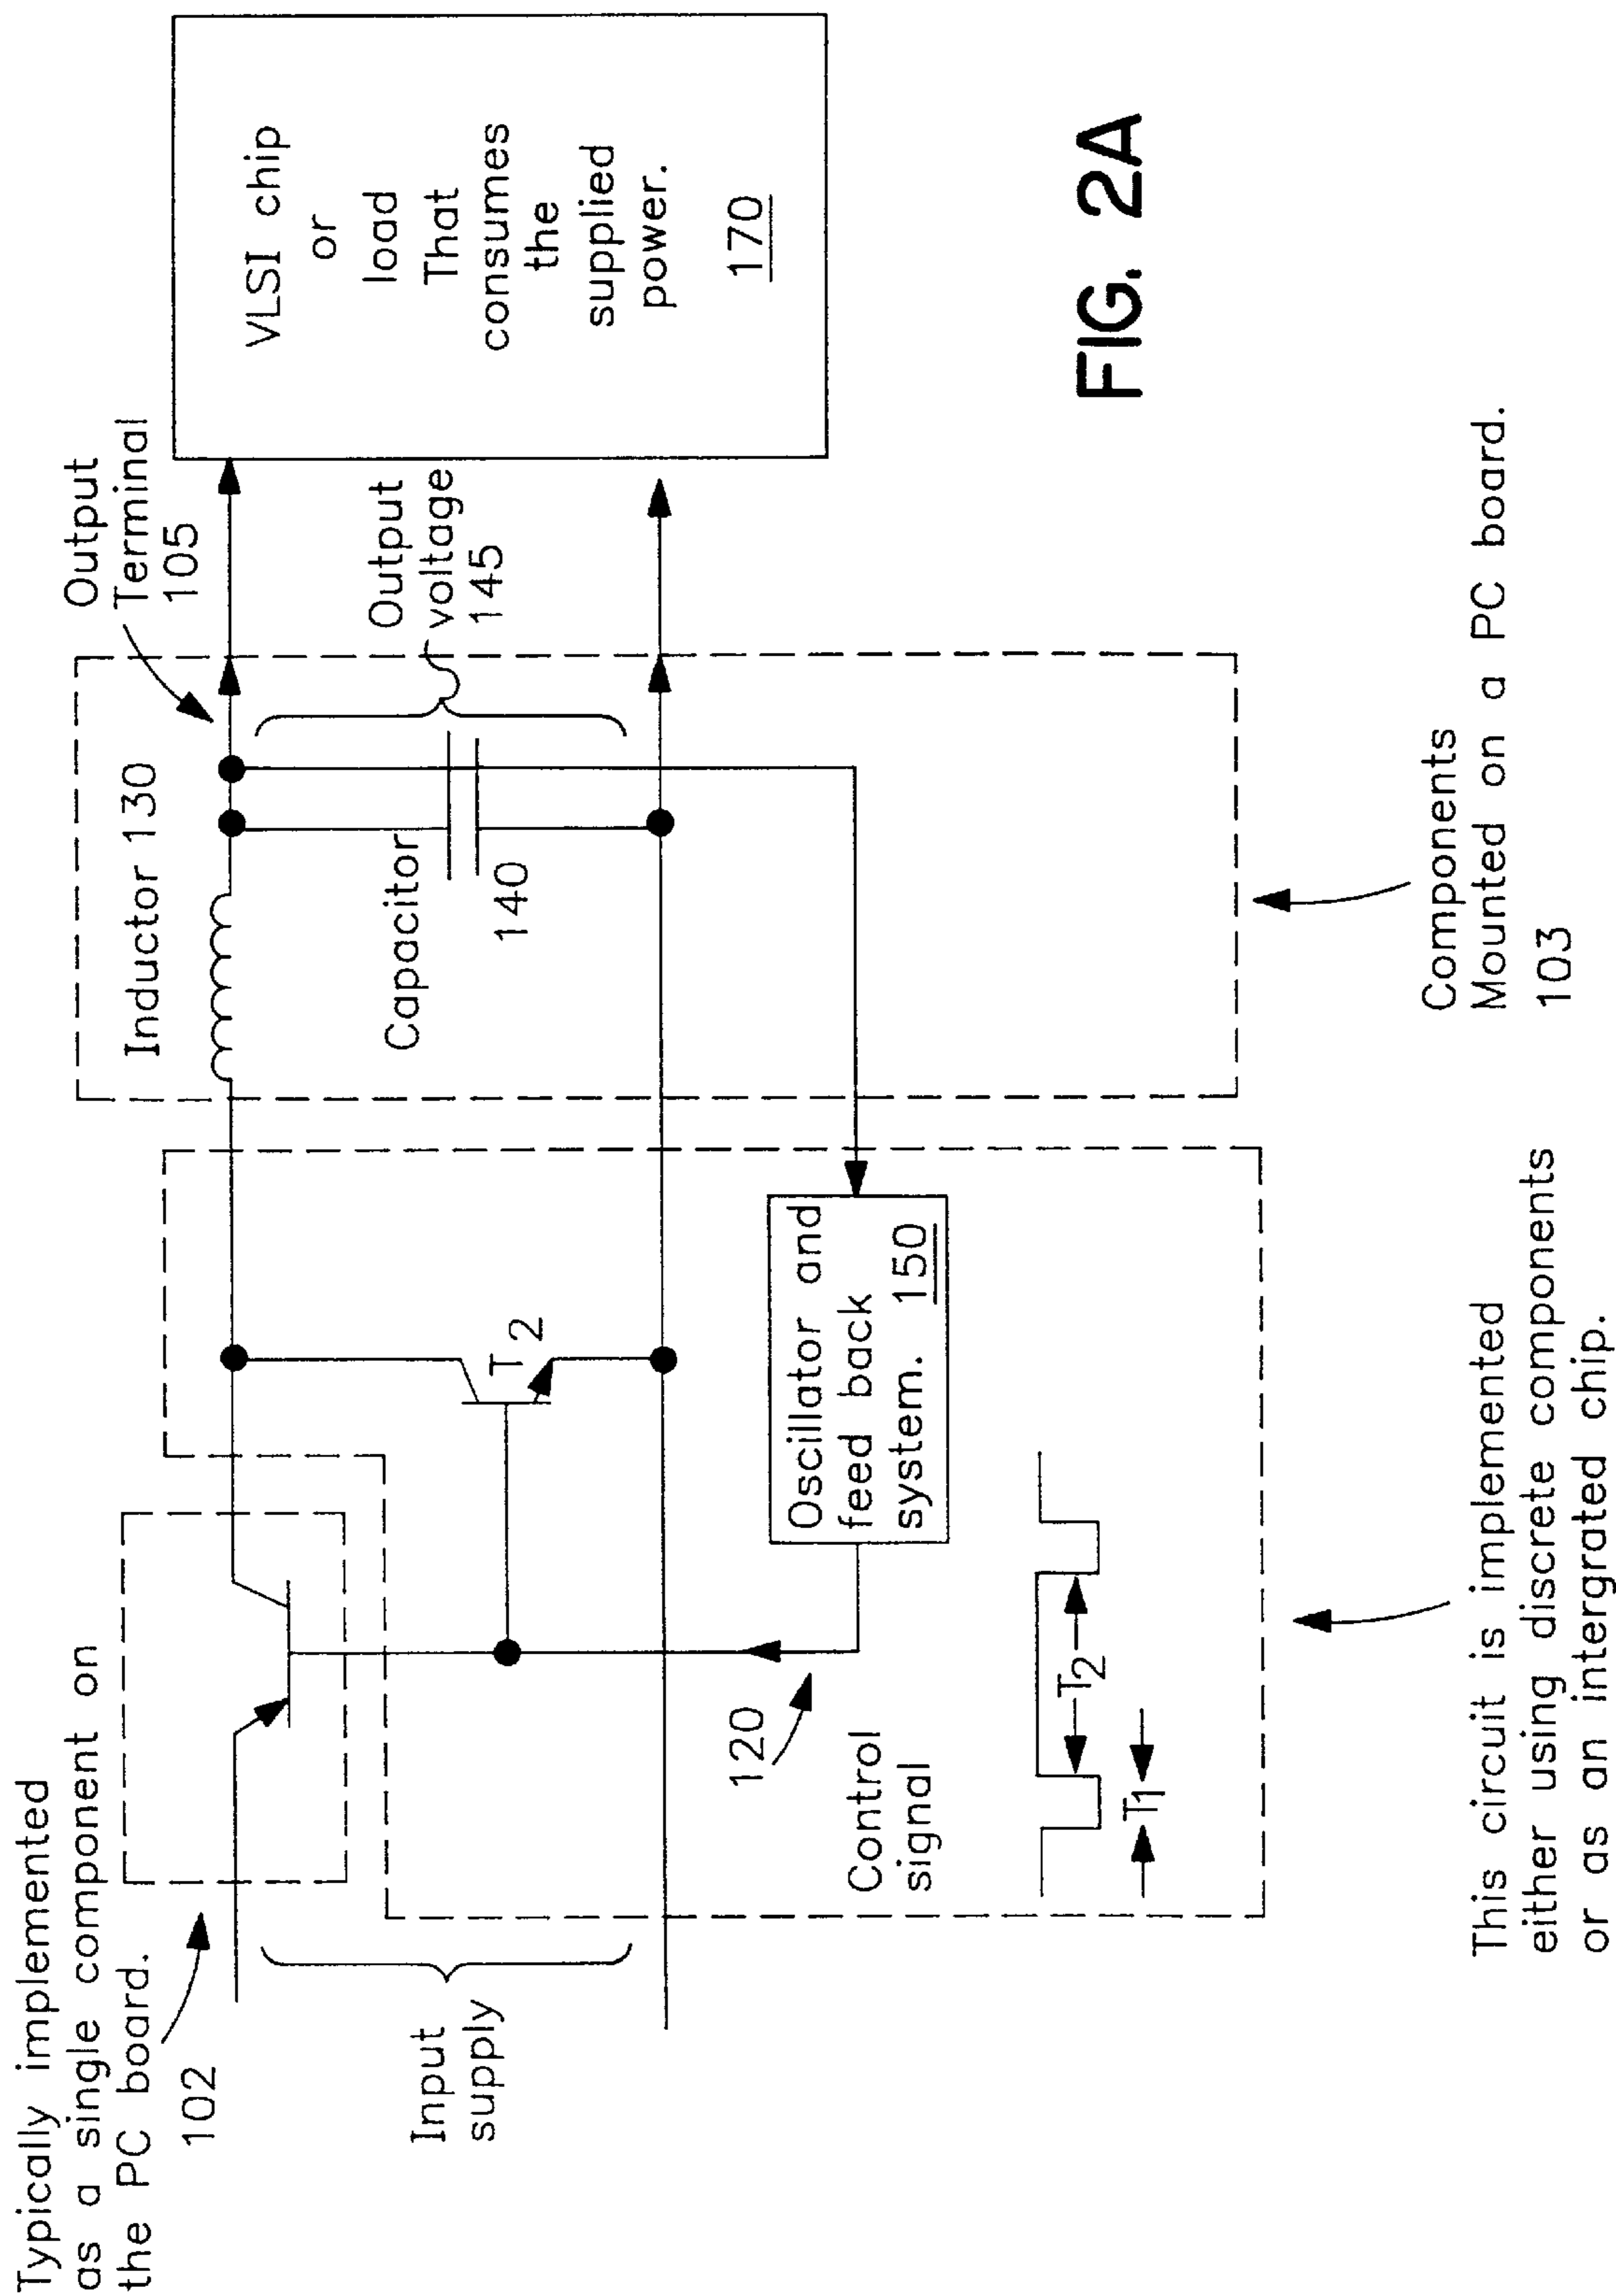 Typically implemented
as a single component on
the PC board.
102
Input
supply
Inductor 130
Output
Terminal
105
Capacitor
140
Output
voltage
145
VLSI chip
or
load
That
consumes
the
supplied
power.
170
T2
120
Control
signal
Oscillator and
feed back
system. 150
T2
T1
Components
Mounted on a PC board.
103
This circuit is implemented
either using discrete components
or as an intergrated chip.
FIG. 2A